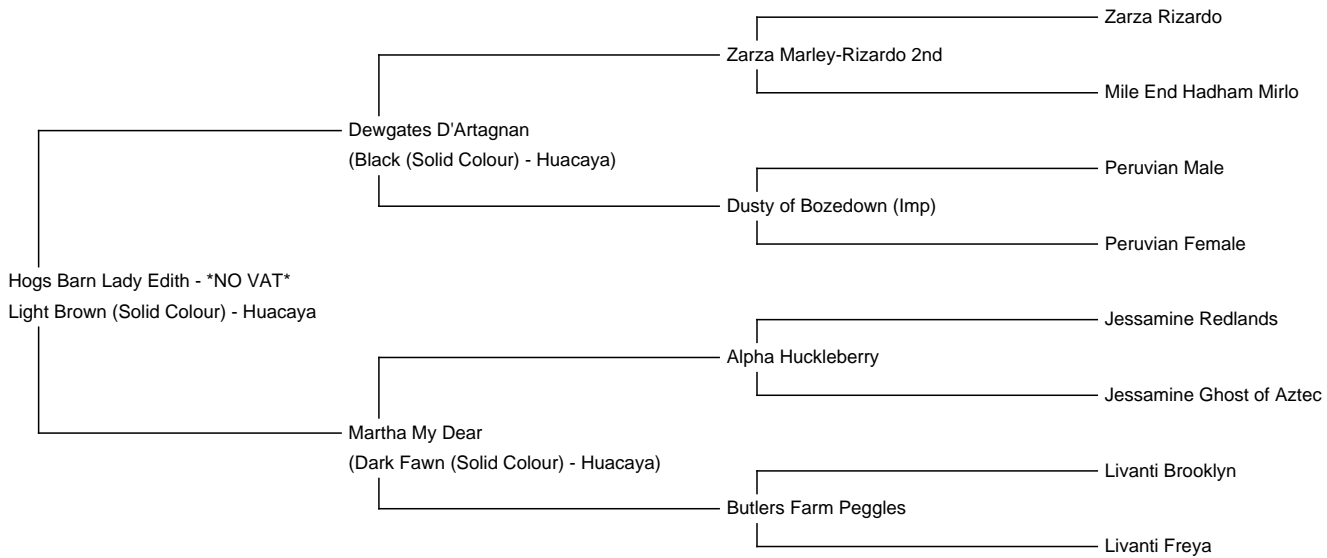 Zarza Rizardo
Zarza Marley-Rizardo 2nd
Mile End Hadham Mirlo
Dewgates D'Artagnan
(Black (Solid Colour) - Huacaya)
Peruvian Male
Dusty of Bozedown (Imp)
Peruvian Female
Hogs Barn Lady Edith - *NO VAT*
Light Brown (Solid Colour) - Huacaya
Jessamine Redlands
Alpha Huckleberry
Jessamine Ghost of Aztec
Martha My Dear
(Dark Fawn (Solid Colour) - Huacaya)
Livanti Brooklyn
Butlers Farm Peggles
Livanti Freya